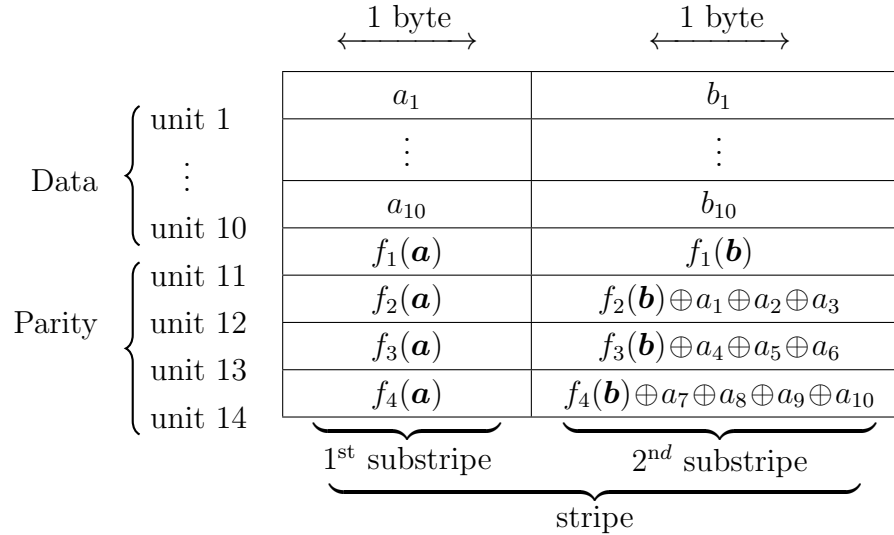 1 byte 1 byte
a₁ b₁
unit 1
⋮ ⋮ ⋮
Data
a₁₀ b₁₀
unit 10
f₁(𝒂) f₁(𝒃)
unit 11
f₂(𝒂) f₂(𝒃)⊕a₁⊕a₂⊕a₃
Parity unit 12
f₃(𝒂) f₃(𝒃)⊕a₄⊕a₅⊕a₆
unit 13
f₄(𝒂) f₄(𝒃)⊕a₇⊕a₈⊕a₉⊕a₁₀
unit 14
1ˢᵗ substripe 2ⁿᵈ substripe
stripe